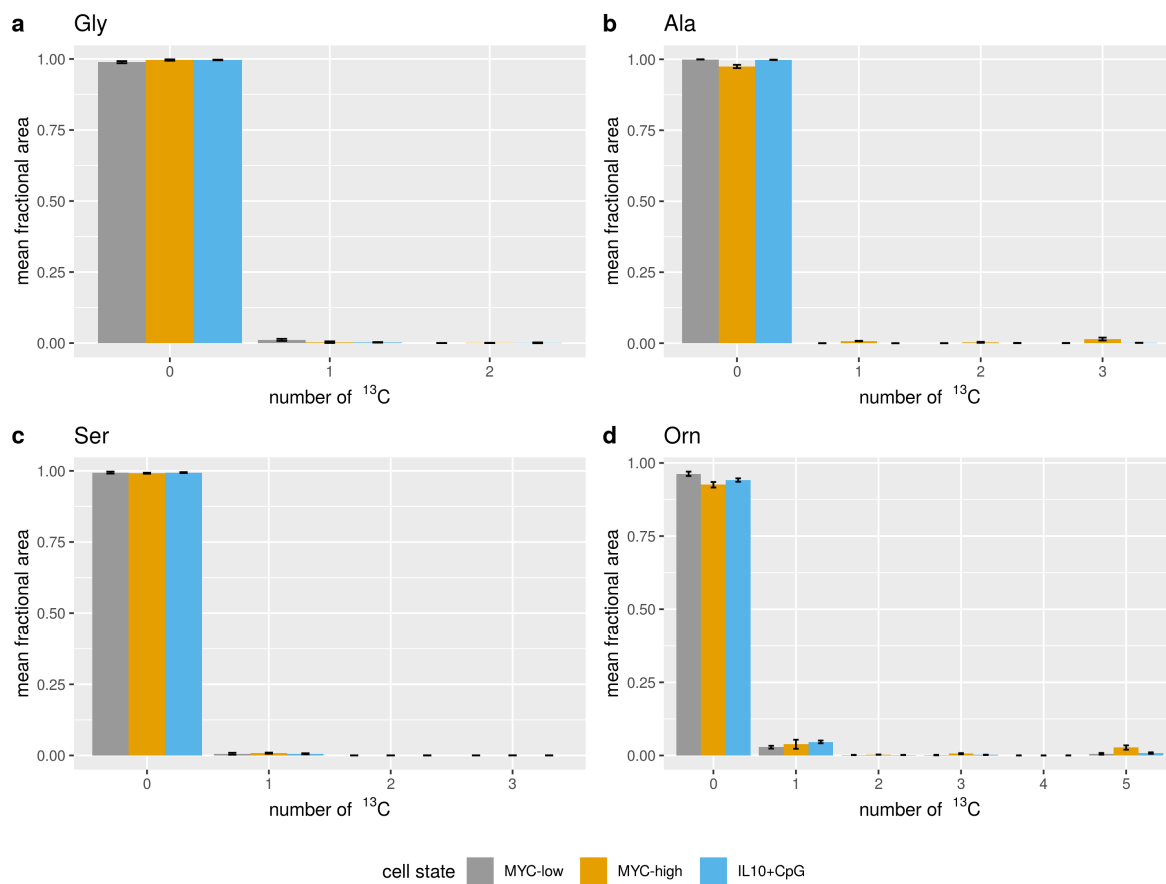 a Gly
mean fractional area
1.00
0.75
0.50
0.25
0.00
0 1 2
number of ¹³C
b Ala
mean fractional area
1.00
0.75
0.50
0.25
0.00
0 1 2 3
number of ¹³C
c Ser
mean fractional area
1.00
0.75
0.50
0.25
0.00
0 1 2 3
number of ¹³C
d Orn
mean fractional area
1.00
0.75
0.50
0.25
0.00
0 1 2 3 4 5
number of ¹³C
cell state MYC-low MYC-high IL10+CpG